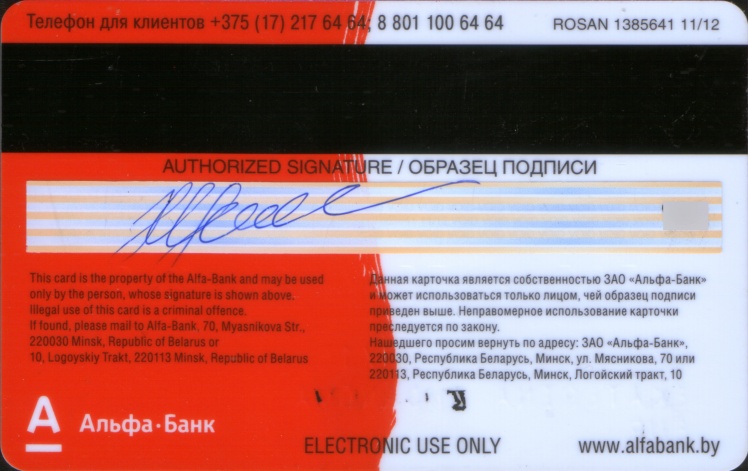 Телефон для клиентов +375 (17) 217 64 64; 8 801 100 64 64
ROSAN 1385641 11/12
AUTHORIZED SIGNATURE / ОБРАЗЕЦ ПОДПИСИ
This card is the property of the Alfa-Bank and may be used
only by the person, whose signature is shown above.
Illegal use of this card is a criminal offence.
If found, please mail to Alfa-Bank, 70, Myasnikova Str.,
220030 Minsk, Republic of Belarus or
10, Logoyskiy Trakt, 220113 Minsk, Republic of Belarus
Данная карточка является собственностью ЗАО «Альфа-Банк»
и может использоваться только лицом, чей образец подписи
приведен выше. Неправомерное использование карточки
преследуется по закону.
Нашедшего просим вернуть по адресу: ЗАО «Альфа-Банк»,
220030, Республика Беларусь, Минск, ул. Мясникова, 70 или
220113, Республика Беларусь, Минск, Логойский тракт, 10
А Альфа·Банк
ELECTRONIC USE ONLY
www.alfabank.by